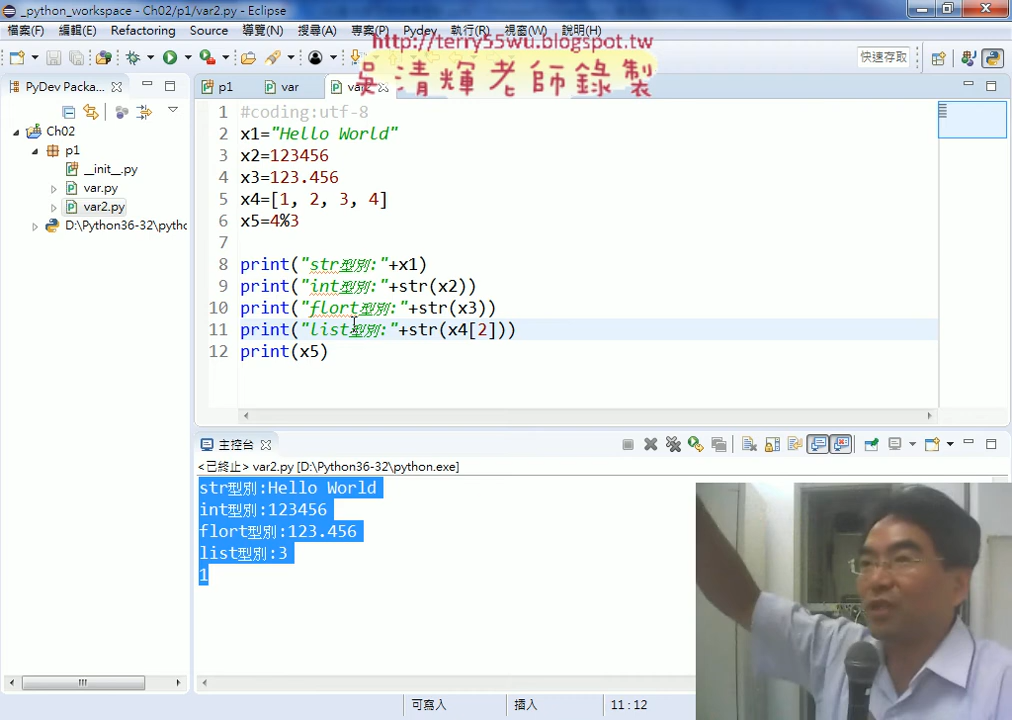 _python_workspace - Ch02/p1/var2.py - Eclipse
檔案(F) 編輯(E) Refactoring Source 導覽(N) 搜尋(A) 專案(P) Pydev 執行(R) 視窗(W) 說明(H)
http://terry55wu.blogspot.tw
吳清輝老師錄製
快速存取
PyDev Packa...
p1
var
Ch02
p1
__init__.py
var.py
var2.py
D:\Python36-32\pytho
1 #coding:utf-8
2 x1="Hello World"
3 x2=123456
4 x3=123.456
5 x4=[1, 2, 3, 4]
6 x5=4%3
7
8 print("str型別:"+x1)
9 print("int型別:"+str(x2))
10 print("flort型別:"+str(x3))
11 print("list型別:"+str(x4[2]))
12 print(x5)
主控台
<已終止> var2.py [D:\Python36-32\python.exe]
str型別:Hello World
int型別:123456
flort型別:123.456
list型別:3
1
可寫入 插入 11 : 12